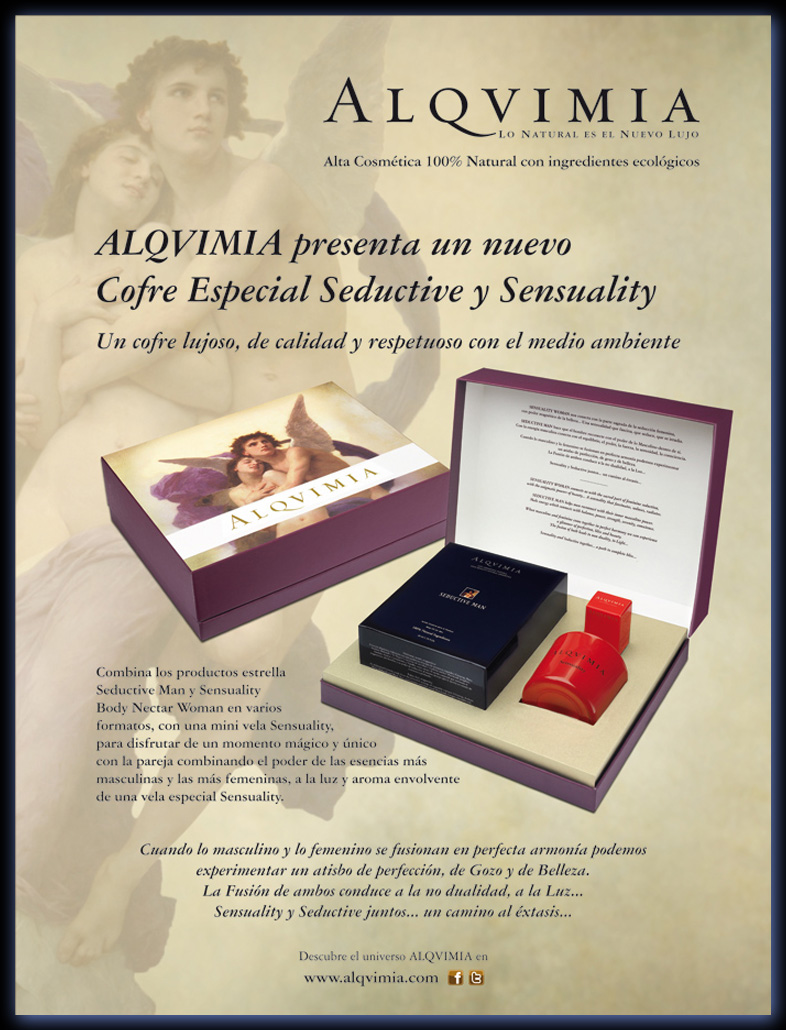 ALQVIMIA
LO NATURAL ES EL NUEVO LUJO
Alta Cosmética 100% Natural con ingredientes ecológicos
ALQVIMIA presenta un nuevo
Cofre Especial Seductive y Sensuality
Un cofre lujoso, de calidad y respetuoso con el medio ambiente
ALQVIMIA
ALQVIMIA
SEDUCTIVE MAN
100% Natural Ingredients
ALQVIMIA
ALQVIMIA
Combina los productos estrella
Seductive Man y Sensuality
Body Nectar Woman en varios
formatos, con una mini vela Sensuality,
para disfrutar de un momento mágico y único
con la pareja combinando el poder de las esencias más
masculinas y las más femeninas, a la luz y aroma envolvente
de una vela especial Sensuality.
Cuando lo masculino y lo femenino se fusionan en perfecta armonía podemos
experimentar un atisbo de perfección, de Gozo y de Belleza.
La Fusión de ambos conduce a la no dualidad, a la Luz...
Sensuality y Seductive juntos... un camino al éxtasis...
Descubre el universo ALQVIMIA en
www.alqvimia.com